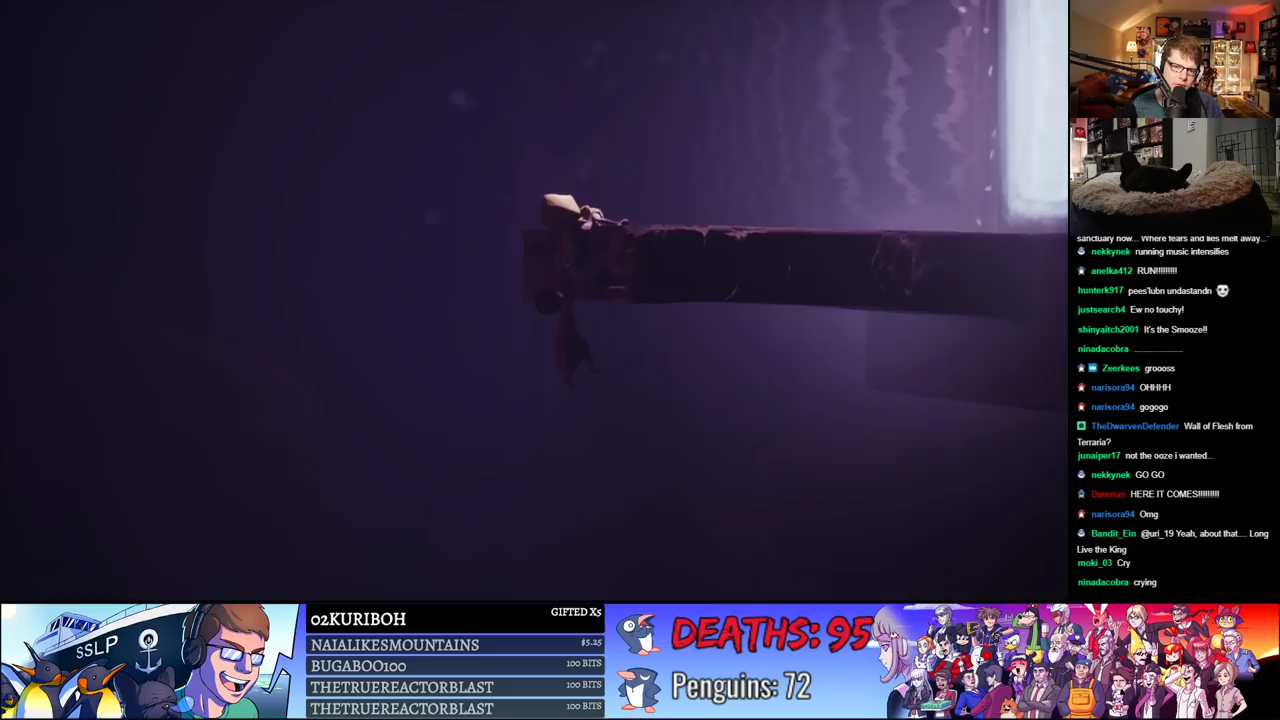 sanctuary now... Where fears and lies melt away...
nekkynek running music intensifies
anelka412 RUN!!!!!!!!!
hunterk917 pees'lubn undastandn
justsearch4 Ew no touchy!
shinyaitch2001 It's the Smooze!!
ninadacobra .........................
Zeerkees groooss
narisora94 OHHHH
narisora94 gogogo
TheDwarvenDefender Wall of Flesh from
Terraria?
junaiper17 not the ooze i wanted...
nekkynek GO GO
Damnun HERE IT COMES!!!!!!!!!
narisora94 Omg
Bandit_Ein @uri_19 Yeah, about that.... Long
Live the King
moki_03 Cry
ninadacobra crying
SSLP
02KURIBOH GIFTED X5
NAIALIKESMOUNTAINS $5.25
BUGABOO100 100 BITS
THETRUEREACTORBLAST 100 BITS
THETRUEREACTORBLAST 100 BITS
DEATHS: 95
Penguins: 72